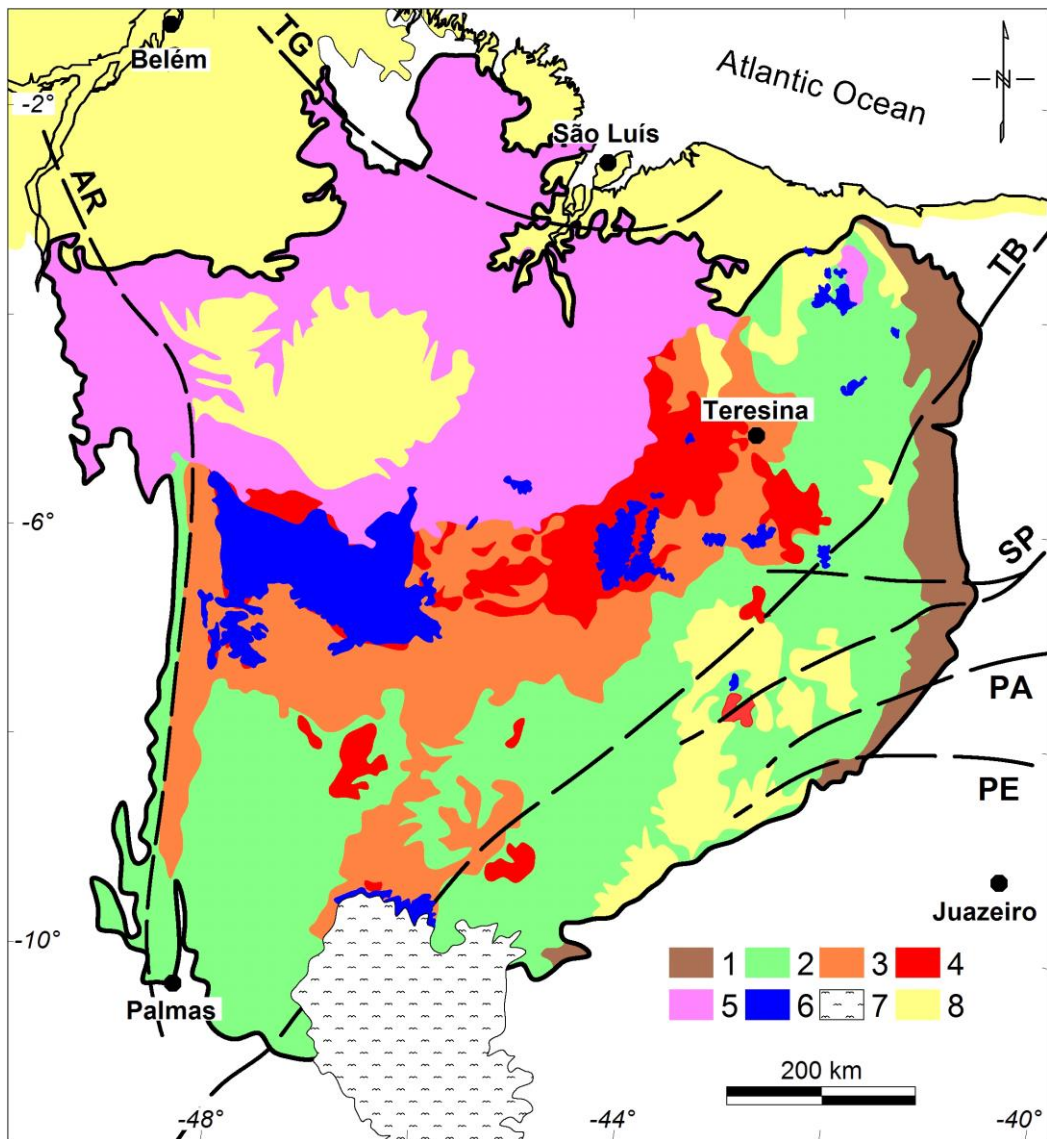 TG
Belém
Atlantic Ocean
N
-2°
São Luís
AR
TB
Teresina
-6°
SP
PA
PE
Juazeiro
-10°
1 2 3 4
5 6 7 8
Palmas
200 km
-48° -44° -40°